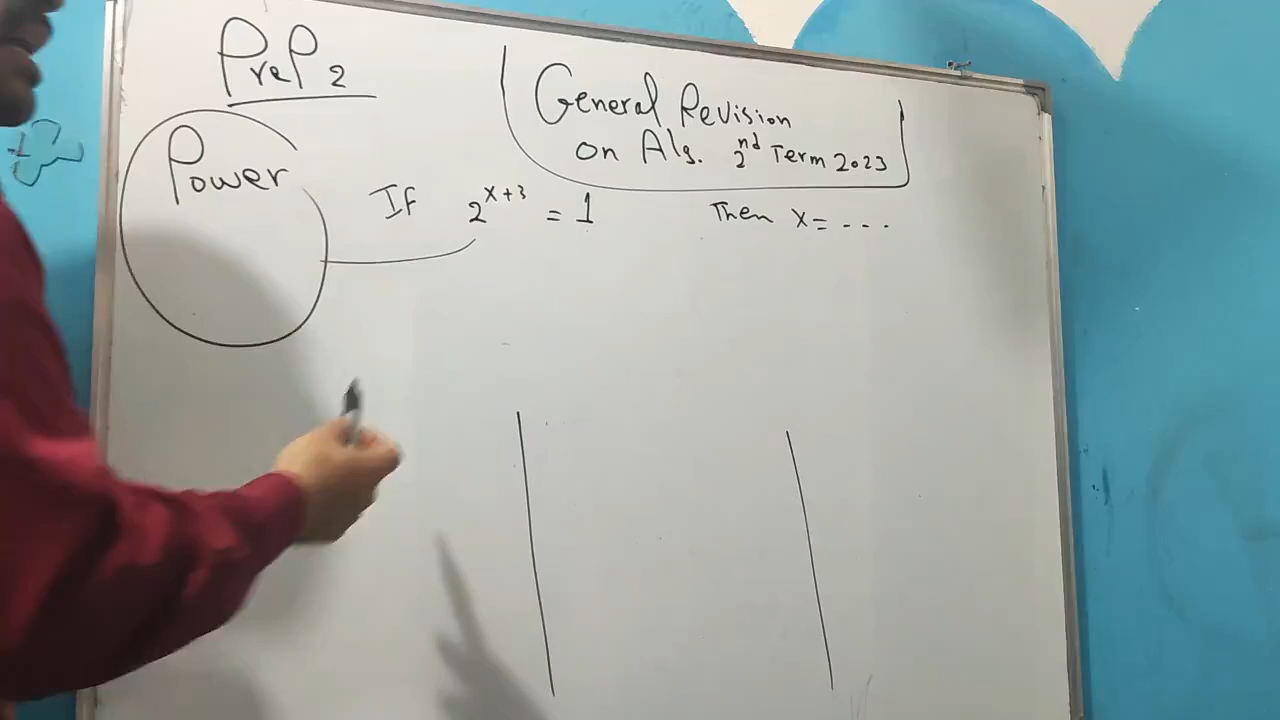 PreP 2
General Revision
on Alg. 2nd Term 2023
Power
If 2^{x+3} = 1 Then x = - - -